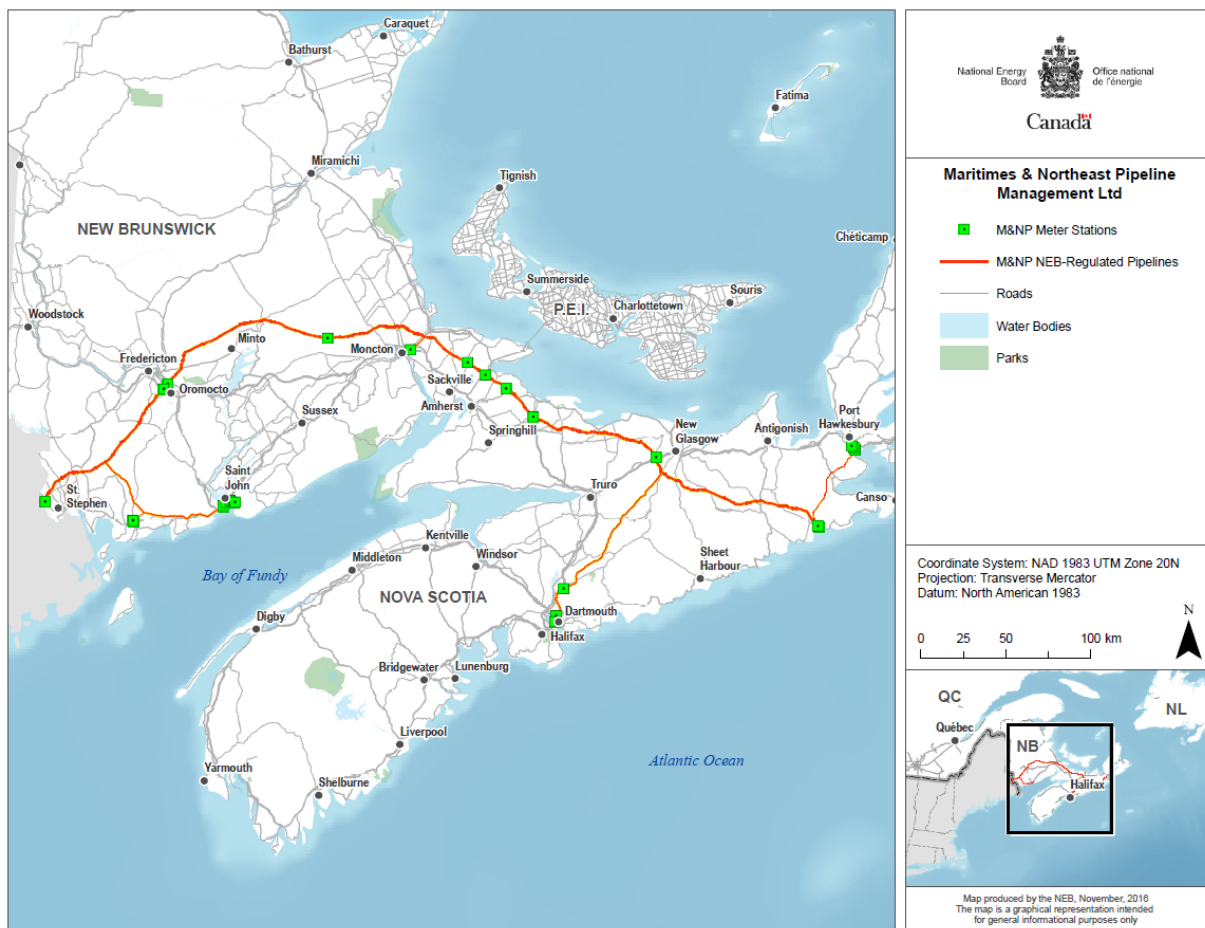 Caraquet
Bathurst
Fatima
Miramichi
Tignish
NEW BRUNSWICK
Chéticamp
Summerside
Souris
P.E.I.
Charlottetown
Woodstock
Minto
Fredericton
Moncton
Oromocto
Sackville
Amherst
Sussex
Springhill
New
Glasgow
Antigonish
Port
Hawkesbury
Saint
John
St.
Stephen
Truro
Canso
Kentville
Windsor
Middleton
Sheet
Harbour
Bay of Fundy
NOVA SCOTIA
Dartmouth
Digby
Halifax
Bridgewater
Lunenburg
Liverpool
Atlantic Ocean
Yarmouth
Shelburne
National Energy
Board
Office national
de l'énergie
Canada
Maritimes & Northeast Pipeline
Management Ltd
M&NP Meter Stations
M&NP NEB-Regulated Pipelines
Roads
Water Bodies
Parks
Coordinate System: NAD 1983 UTM Zone 20N
Projection: Transverse Mercator
Datum: North American 1983
N
0 25 50 100 km
QC
NL
Québec
NB
Halifax
Map produced by the NEB, November, 2016
The map is a graphical representation intended
for general informational purposes only